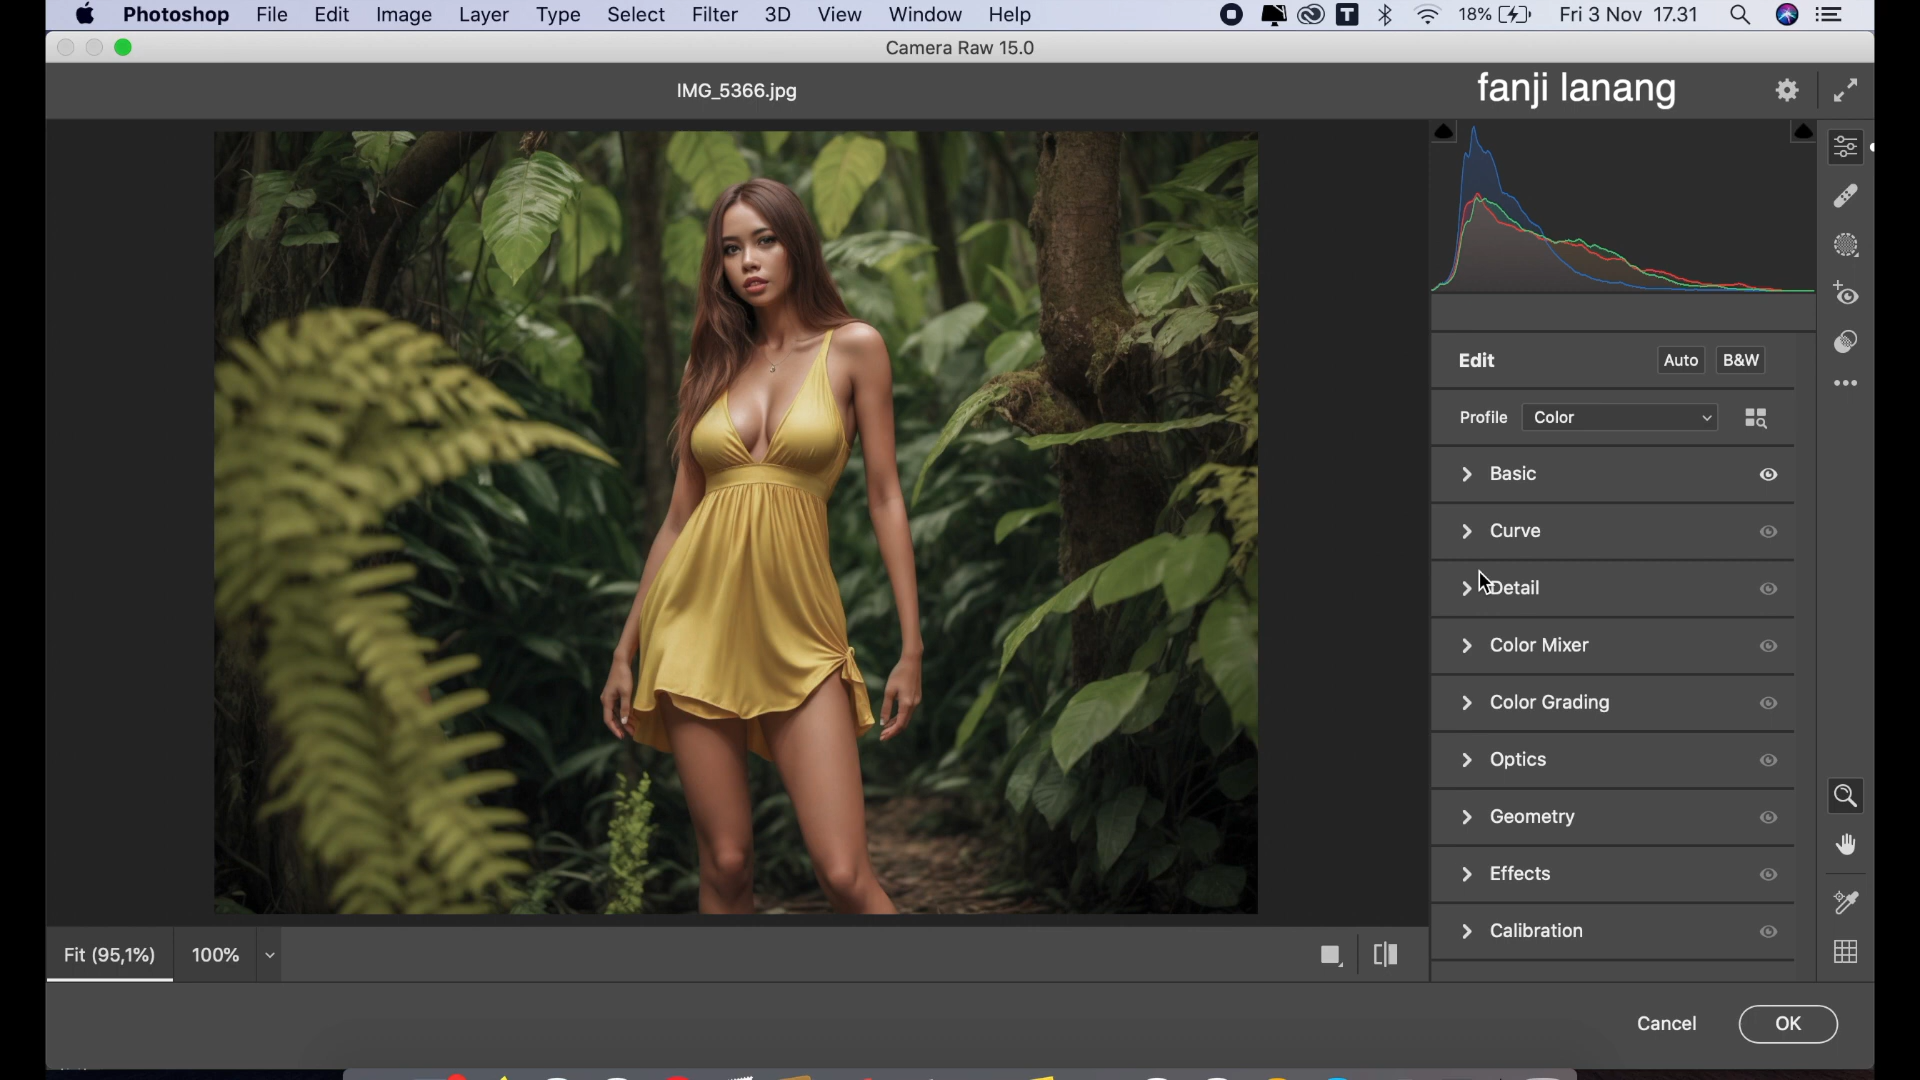 Photoshop File Edit Image Layer Type Select Filter 3D View Window Help T 18% Fri 3 Nov 17.31
Camera Raw 15.0
IMG_5366.jpg
fanji lanang
Edit Auto B&W
Profile Color
Basic
Curve
Detail
Color Mixer
Color Grading
Optics
Geometry
Effects
Calibration
Fit (95,1%) 100%
Cancel OK